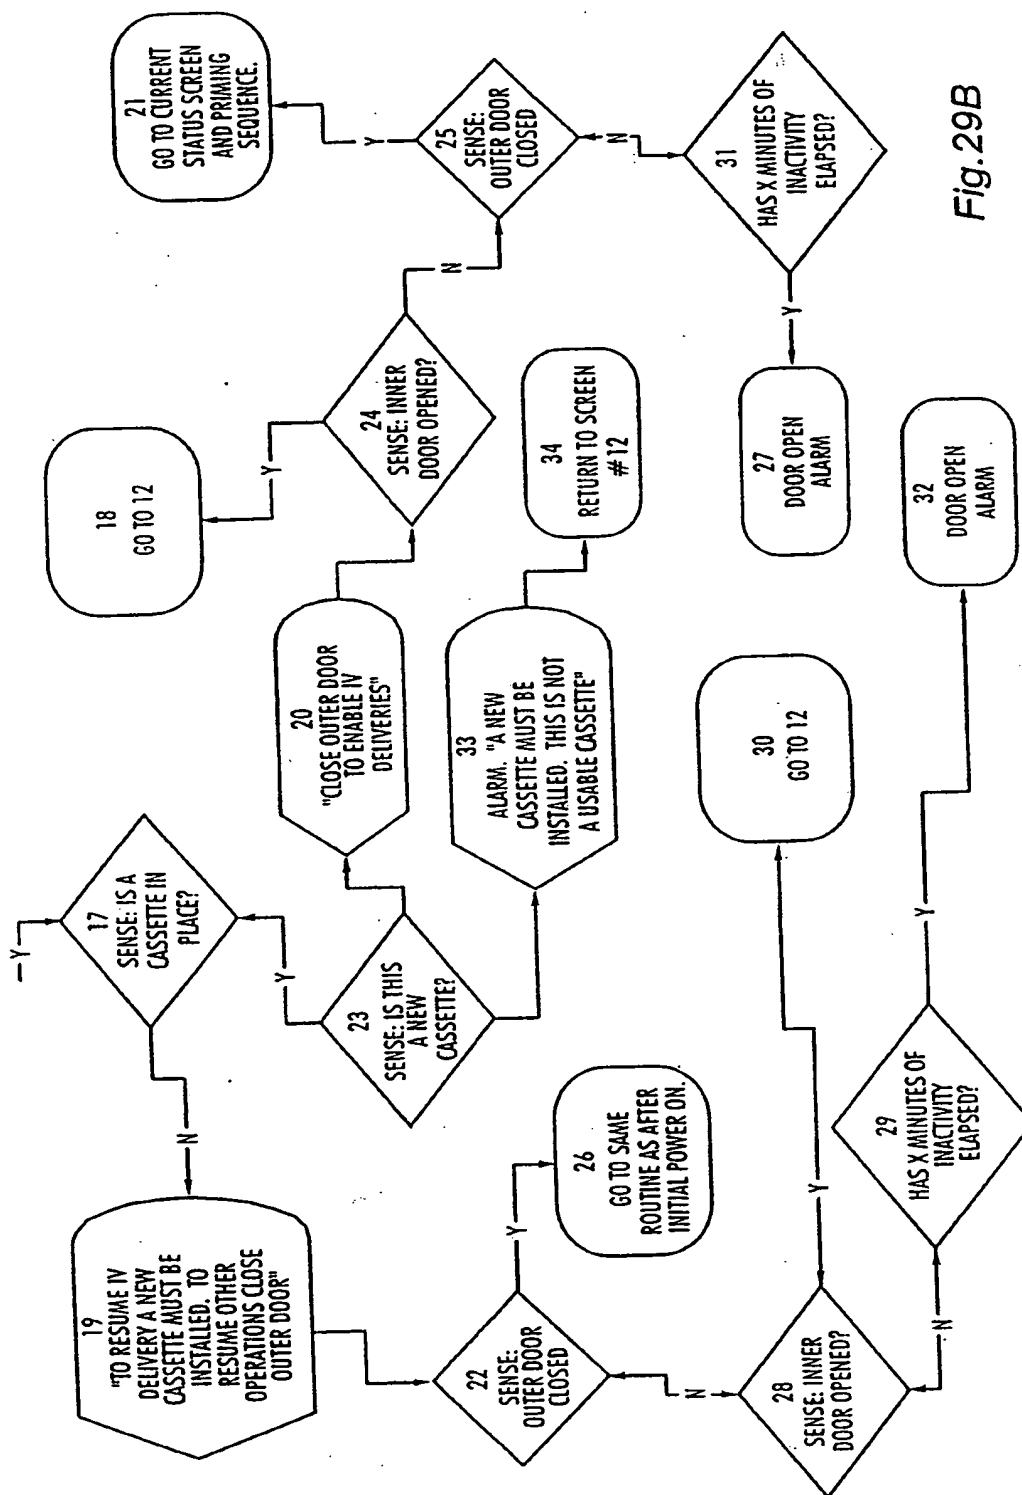 Y
17
SENSE: IS A
CASSETTE IN
PLACE?
N
Y
19
"TO RESUME IV
DELIVERY A NEW
CASSETTE MUST BE
INSTALLED. TO
RESUME OTHER
OPERATIONS CLOSE
OUTER DOOR"
23
SENSE: IS THIS
A NEW
CASSETTE?
20
"CLOSE OUTER DOOR
TO ENABLE IV
DELIVERIES"
18
GO TO 12
Y
24
SENSE: INNER
DOOR OPENED?
N
21
GO TO CURRENT
STATUS SCREEN
AND PRIMING
SEQUENCE.
Y
25
SENSE:
OUTER DOOR
CLOSED
N
33
ALARM. "A NEW
CASSETTE MUST BE
INSTALLED. THIS IS NOT
A USABLE CASSETTE"
34
RETURN TO SCREEN
#12
31
HAS X MINUTES OF
INACTIVITY
ELAPSED?
Y
27
DOOR OPEN
ALARM
22
SENSE:
OUTER DOOR
CLOSED
Y
26
GO TO SAME
ROUTINE AS AFTER
INITIAL POWER ON.
N
28
SENSE: INNER
DOOR OPENED?
Y
30
GO TO 12
N
29
HAS X MINUTES OF
INACTIVITY
ELAPSED?
Y
32
DOOR OPEN
ALARM
Fig.29B